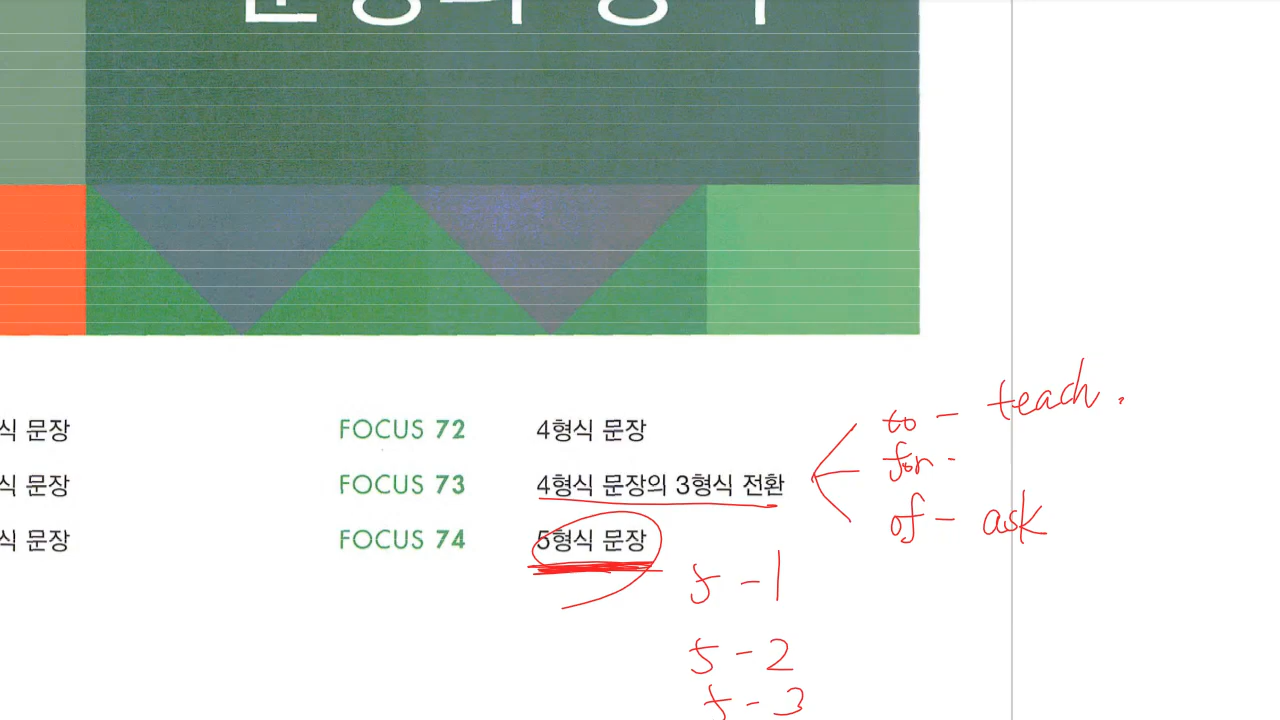 식 문장
식 문장
식 문장
FOCUS 72 4형식 문장
FOCUS 73 4형식 문장의 3형식 전환
FOCUS 74 5형식 문장
to - teach.
for -
of - ask
5 - 1
5 - 2
5 - 3